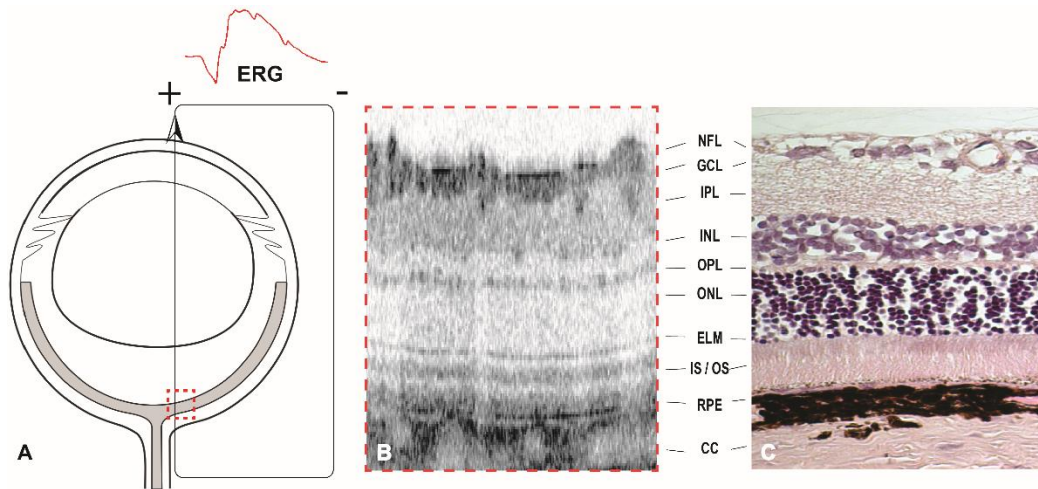 ERG
+ -
NFL
GCL
IPL
INL
OPL
ONL
ELM
IS / OS
RPE
CC
A
B
C